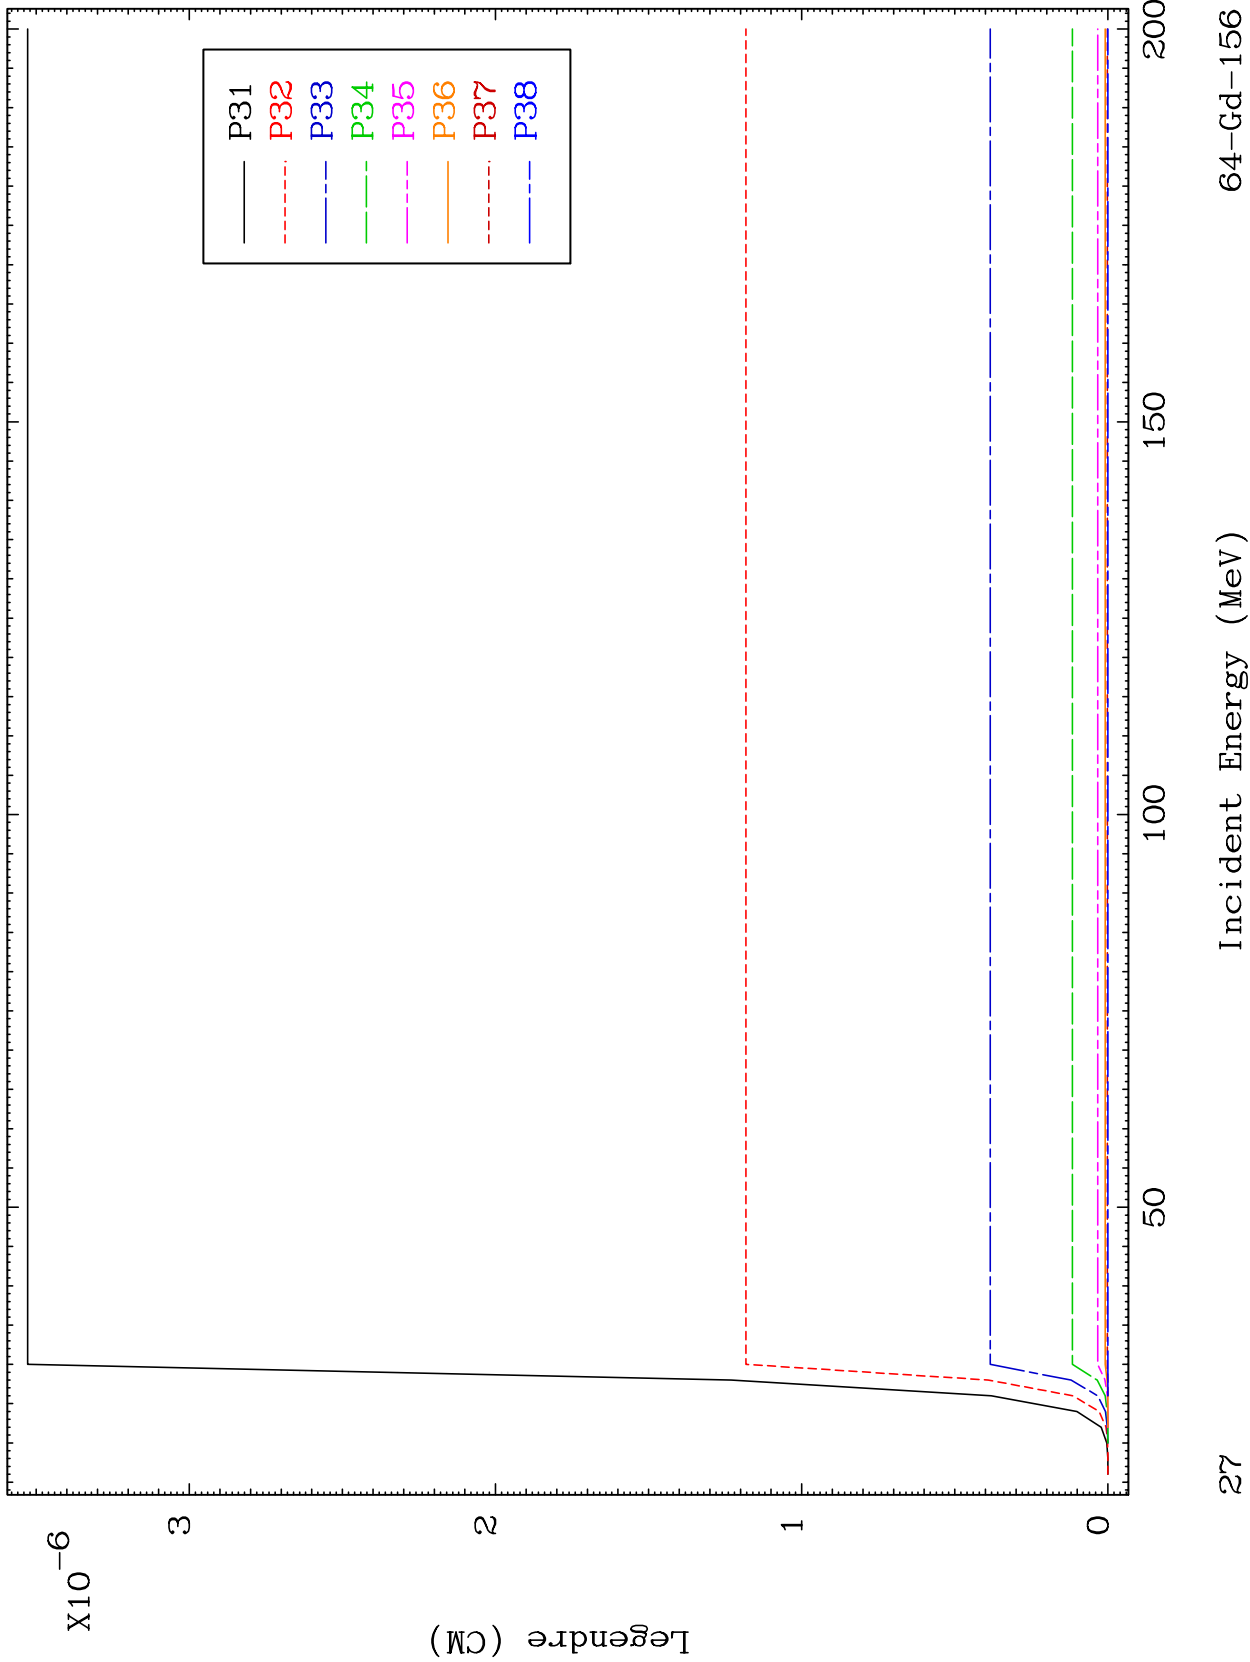 X10-6
3
2
1
0
Legendre (CM)
P31
P32
P33
P34
P35
P36
P37
P38
50
100
150
200
27
Incident Energy (MeV)
64-Gd-156